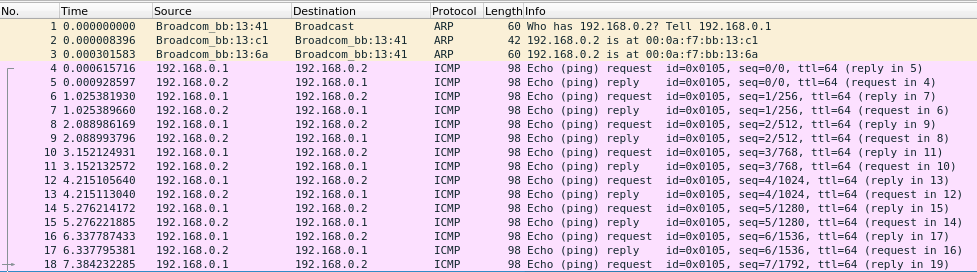 No. Time Source Destination Protocol Length Info
1 0.000000000 Broadcom_bb:13:41 Broadcast ARP 60 Who has 192.168.0.2? Tell 192.168.0.1
2 0.000008396 Broadcom_bb:13:c1 Broadcom_bb:13:41 ARP 42 192.168.0.2 is at 00:0a:f7:bb:13:c1
3 0.000301583 Broadcom_bb:13:6a Broadcom_bb:13:41 ARP 60 192.168.0.2 is at 00:0a:f7:bb:13:6a
4 0.000615716 192.168.0.1 192.168.0.2 ICMP 98 Echo (ping) request id=0x0105, seq=0/0, ttl=64 (reply in 5)
5 0.000928597 192.168.0.2 192.168.0.1 ICMP 98 Echo (ping) reply id=0x0105, seq=0/0, ttl=64 (request in 4)
6 1.025381930 192.168.0.1 192.168.0.2 ICMP 98 Echo (ping) request id=0x0105, seq=1/256, ttl=64 (reply in 7)
7 1.025389660 192.168.0.2 192.168.0.1 ICMP 98 Echo (ping) reply id=0x0105, seq=1/256, ttl=64 (request in 6)
8 2.088986169 192.168.0.1 192.168.0.2 ICMP 98 Echo (ping) request id=0x0105, seq=2/512, ttl=64 (reply in 9)
9 2.088993796 192.168.0.2 192.168.0.1 ICMP 98 Echo (ping) reply id=0x0105, seq=2/512, ttl=64 (request in 8)
10 3.152124931 192.168.0.1 192.168.0.2 ICMP 98 Echo (ping) request id=0x0105, seq=3/768, ttl=64 (reply in 11)
11 3.152132572 192.168.0.2 192.168.0.1 ICMP 98 Echo (ping) reply id=0x0105, seq=3/768, ttl=64 (request in 10)
12 4.215105640 192.168.0.1 192.168.0.2 ICMP 98 Echo (ping) request id=0x0105, seq=4/1024, ttl=64 (reply in 13)
13 4.215113040 192.168.0.2 192.168.0.1 ICMP 98 Echo (ping) reply id=0x0105, seq=4/1024, ttl=64 (request in 12)
14 5.276214172 192.168.0.1 192.168.0.2 ICMP 98 Echo (ping) request id=0x0105, seq=5/1280, ttl=64 (reply in 15)
15 5.276221885 192.168.0.2 192.168.0.1 ICMP 98 Echo (ping) reply id=0x0105, seq=5/1280, ttl=64 (request in 14)
16 6.337787433 192.168.0.1 192.168.0.2 ICMP 98 Echo (ping) request id=0x0105, seq=6/1536, ttl=64 (reply in 17)
17 6.337795381 192.168.0.2 192.168.0.1 ICMP 98 Echo (ping) reply id=0x0105, seq=6/1536, ttl=64 (request in 16)
18 7.384232285 192.168.0.1 192.168.0.2 ICMP 98 Echo (ping) request id=0x0105, seq=7/1792, ttl=64 (reply in 19)